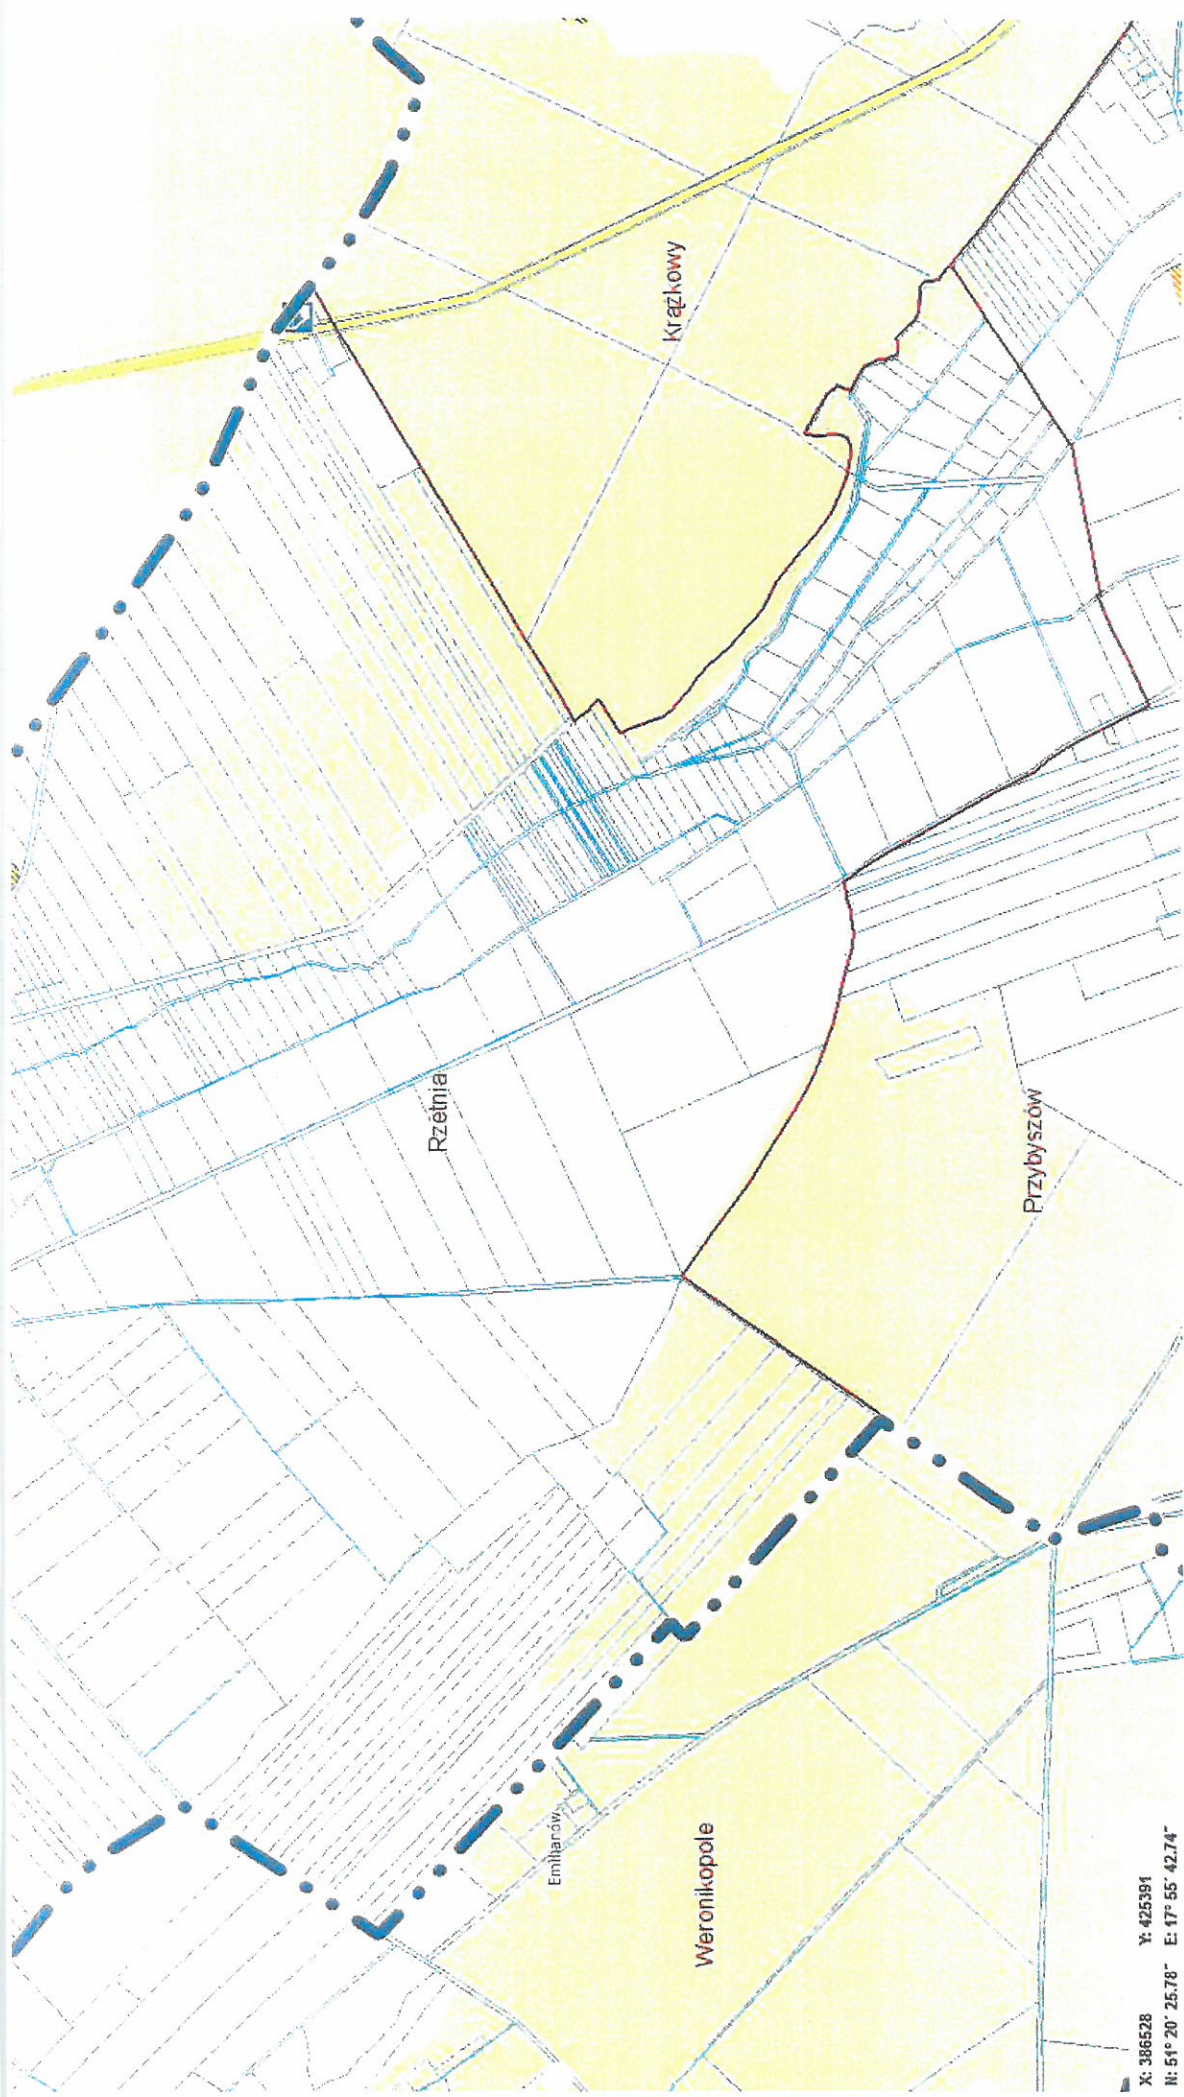 Krążkowy
Rzetnia
Przybyszów
Emilianów
Weronikopole
X: 386528 Y: 425391
N: 51° 20' 25.78" E: 17° 55' 42.74"